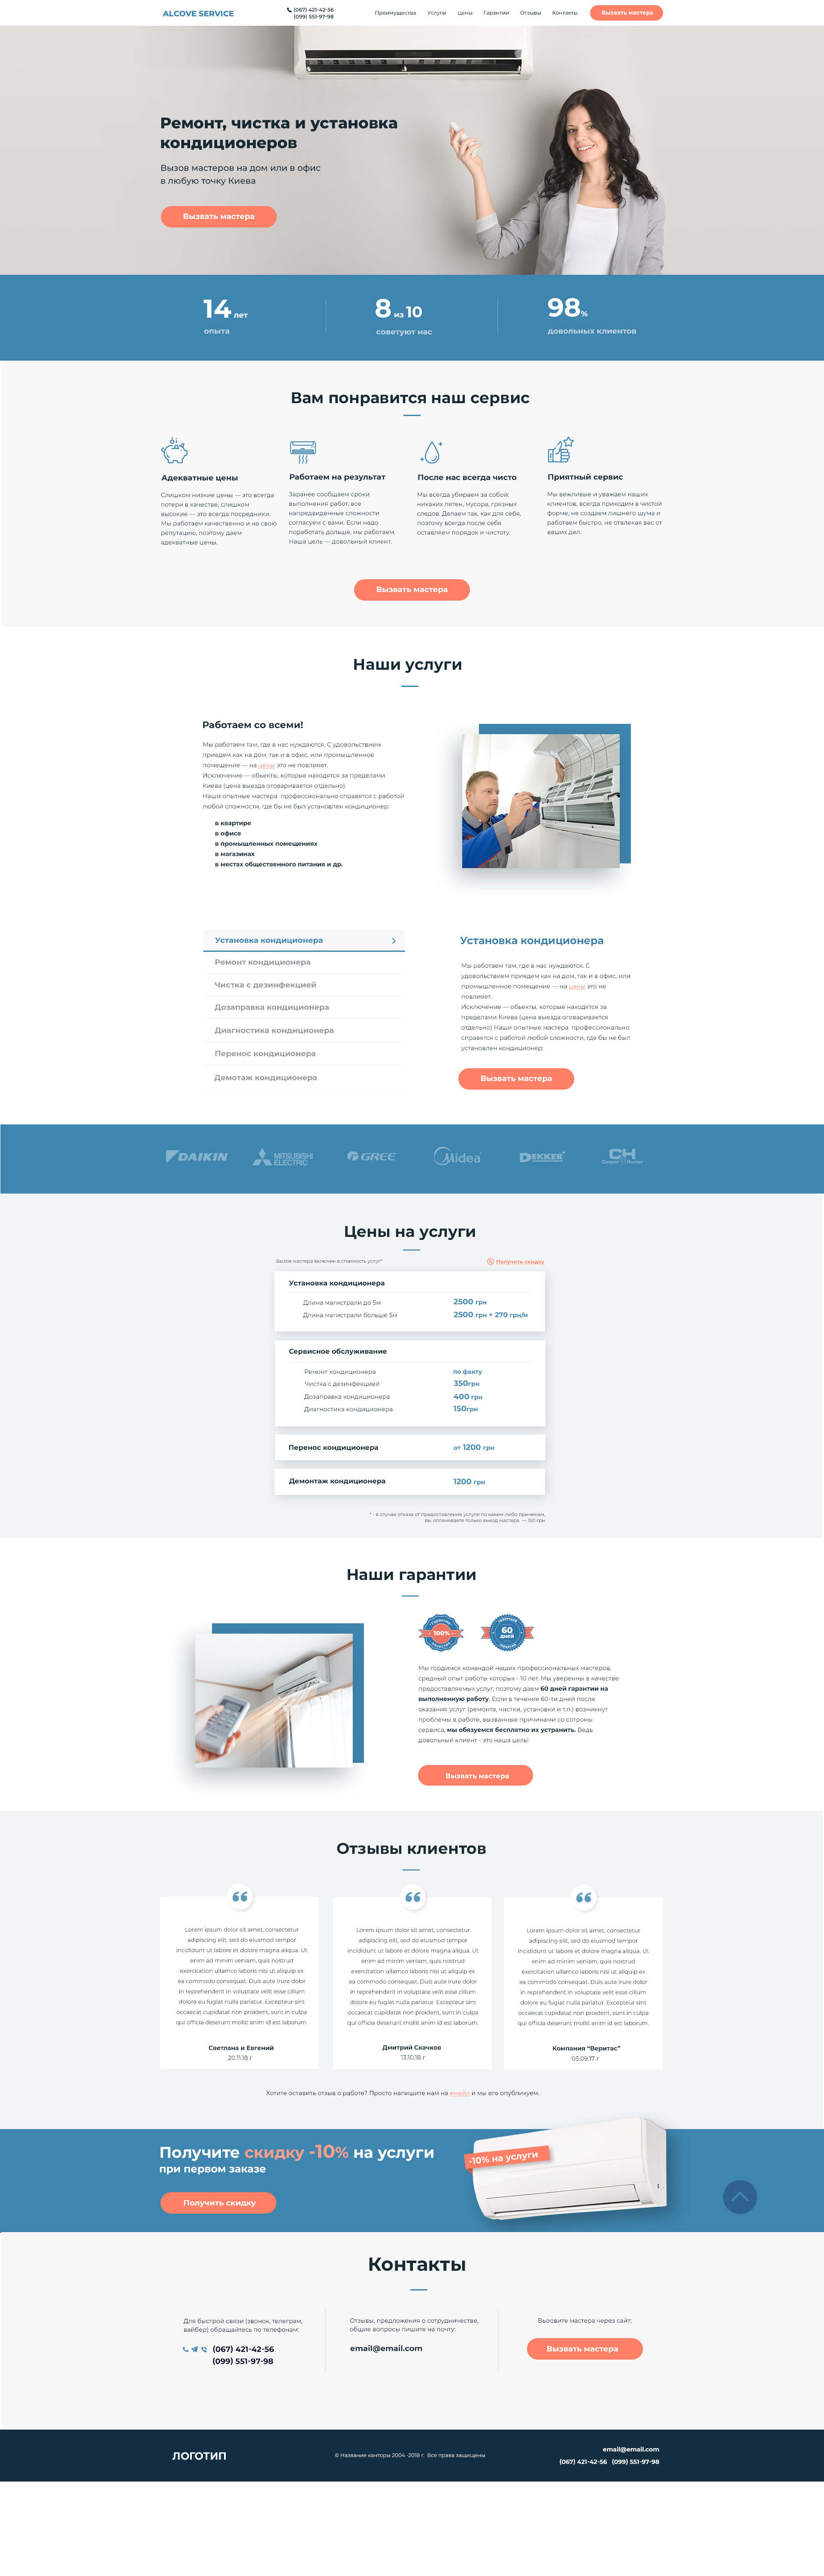 ALCOVE SERVICE
(067) 421-42-56
(099) 551-97-98
Преимущества Услуги Цены Гарантии Отзывы Контакты
Вызвать мастера
Ремонт, чистка и установка
кондиционеров
Вызов мастеров на дом или в офис
в любую точку Киева
Вызвать мастера
14 лет
опыта
8 из 10
советуют нас
98%
довольных клиентов
Вам понравится наш сервис
Адекватные цены
Слишком низкие цены — это всегда
потери в качестве, слишком
высокие — это всегда посредники.
Мы работаем качественно и на свою
репутацию, поэтому даем
адекватные цены.
Работаем на результат
Заранее сообщаем сроки
выполнения работ, все
непредвиденные сложности
согласуем с вами. Если надо
поработать дольше, мы работаем.
Наша цель — довольный клиент.
После нас всегда чисто
Мы всегда убираем за собой:
никаких пятен, мусора, грязных
следов. Делаем так, как для себя,
поэтому всегда после себя
оставляем порядок и чистоту.
Приятный сервис
Мы вежливые и уважаем наших
клиентов, всегда приходим в чистой
форме, не создаем лишнего шума и
работаем быстро, не отвлекая вас от
ваших дел.
Вызвать мастера
Наши услуги
Работаем со всеми!
Мы работаем там, где в нас нуждаются. С удовольствием
приедем как на дом, так и в офис, или промышленное
помещение — на цены это не повлияет.
Исключение — обьекты, которые находятся за пределами
Киева (цена выезда оговаривается отдельно)
Наши опытные мастера профессионально справятся с работой
любой сложности, где бы не был установлен кондиционер:
в квартире
в офисе
в промышленных помещениях
в магазинах
в местах общественного питания и др.
Установка кондиционера
Ремонт кондиционера
Чистка с дезинфекцией
Дозаправка кондиционера
Диагностика кондиционера
Перенос кондиционера
Демотаж кондиционера
Установка кондиционера
Мы работаем там, где в нас нуждаются. С
удовольствием приедем как на дом, так и в офис, или
промышленное помещение — на цены это не
повлияет.
Исключение — обьекты, которые находятся за
пределами Киева (цена выезда оговаривается
отдельно) Наши опытные мастера профессионально
справятся с работой любой сложности, где бы не был
установлен кондиционер:
Вызвать мастера
DAIKIN
MITSUBISHI
ELECTRIC
GREE
Midea
DEKKER
CH
Cooper Hunter
Цены на услуги
Вызов мастера включен в стоимость услуг*
Получить скидку
Установка кондиционера
Длина магистрали до 5м 2500 грн
Длина магистрали больше 5м 2500 грн + 270 грн/м
Сервисное обслуживание
Ремонт кондиционера по факту
Чистка с дезинфекцией 350грн
Дозаправка кондиционера 400 грн
Диагностика кондиционера 150грн
Перенос кондиционера от 1200 грн
Демонтаж кондиционера 1200 грн
* - в случае отказа от предоставления услуги по каким-либо причинам,
вы оплачиваете только выезд мастера — 150 грн
Наши гарантии
100%
60
ДНЕЙ
Мы гордимся командой наших профессиональных мастеров,
средный опыт работы которых - 10 лет. Мы уверенны в качестве
предоставляемых услуг, поэтому даем 60 дней гарантии на
выполненную работу. Если в течение 60-ти дней после
оказания услуг (ремонта, чистки, установки и т.п.) возникнут
проблемы в работе, вызванные причинами со сотроны
сервиса, мы обязуемся бесплатно их устранить. Ведь
довольный клиент - это наша цель!
Вызвать мастера
Отзывы клиентов
Lorem ipsum dolor sit amet, consectetur
adipiscing elit, sed do eiusmod tempor
incididunt ut labore et dolore magna aliqua. Ut
enim ad minim veniam, quis nostrud
exercitation ullamco laboris nisi ut aliquip ex
ea commodo consequat. Duis aute irure dolor
in reprehenderit in voluptate velit esse cillum
dolore eu fugiat nulla pariatur. Excepteur sint
occaecat cupidatat non proident, sunt in culpa
qui officia deserunt mollit anim id est laborum.
Светлана и Евгений
20.11.18 г
Lorem ipsum dolor sit amet, consectetur
adipiscing elit, sed do eiusmod tempor
incididunt ut labore et dolore magna aliqua. Ut
enim ad minim veniam, quis nostrud
exercitation ullamco laboris nisi ut aliquip ex
ea commodo consequat. Duis aute irure dolor
in reprehenderit in voluptate velit esse cillum
dolore eu fugiat nulla pariatur. Excepteur sint
occaecat cupidatat non proident, sunt in culpa
qui officia deserunt mollit anim id est laborum.
Дмитрий Скачков
13.10.18 г
Lorem ipsum dolor sit amet, consectetur
adipiscing elit, sed do eiusmod tempor
incididunt ut labore et dolore magna aliqua. Ut
enim ad minim veniam, quis nostrud
exercitation ullamco laboris nisi ut aliquip ex
ea commodo consequat. Duis aute irure dolor
in reprehenderit in voluptate velit esse cillum
dolore eu fugiat nulla pariatur. Excepteur sint
occaecat cupidatat non proident, sunt in culpa
qui officia deserunt mollit anim id est laborum.
Компания "Веритас"
05.09.17 г
Хотите оставить отзыв о работе? Просто напишите нам на емейл и мы его опубликуем.
Получите скидку -10% на услуги
при первом заказе
Получить скидку
-10% на услуги
Контакты
Для быстрой связи (звонок, телеграм,
вайбер) обращайтесь по телефонам:
(067) 421-42-56
(099) 551-97-98
Отзывы, предложения о сотрудничестве,
общие вопросы пишите на почту:
email@email.com
Вызовите мастера через сайт:
Вызвать мастера
ЛОГОТИП
© Название канторы 2004 -2018 г. Все права защищены
email@email.com
(067) 421-42-56 (099) 551-97-98